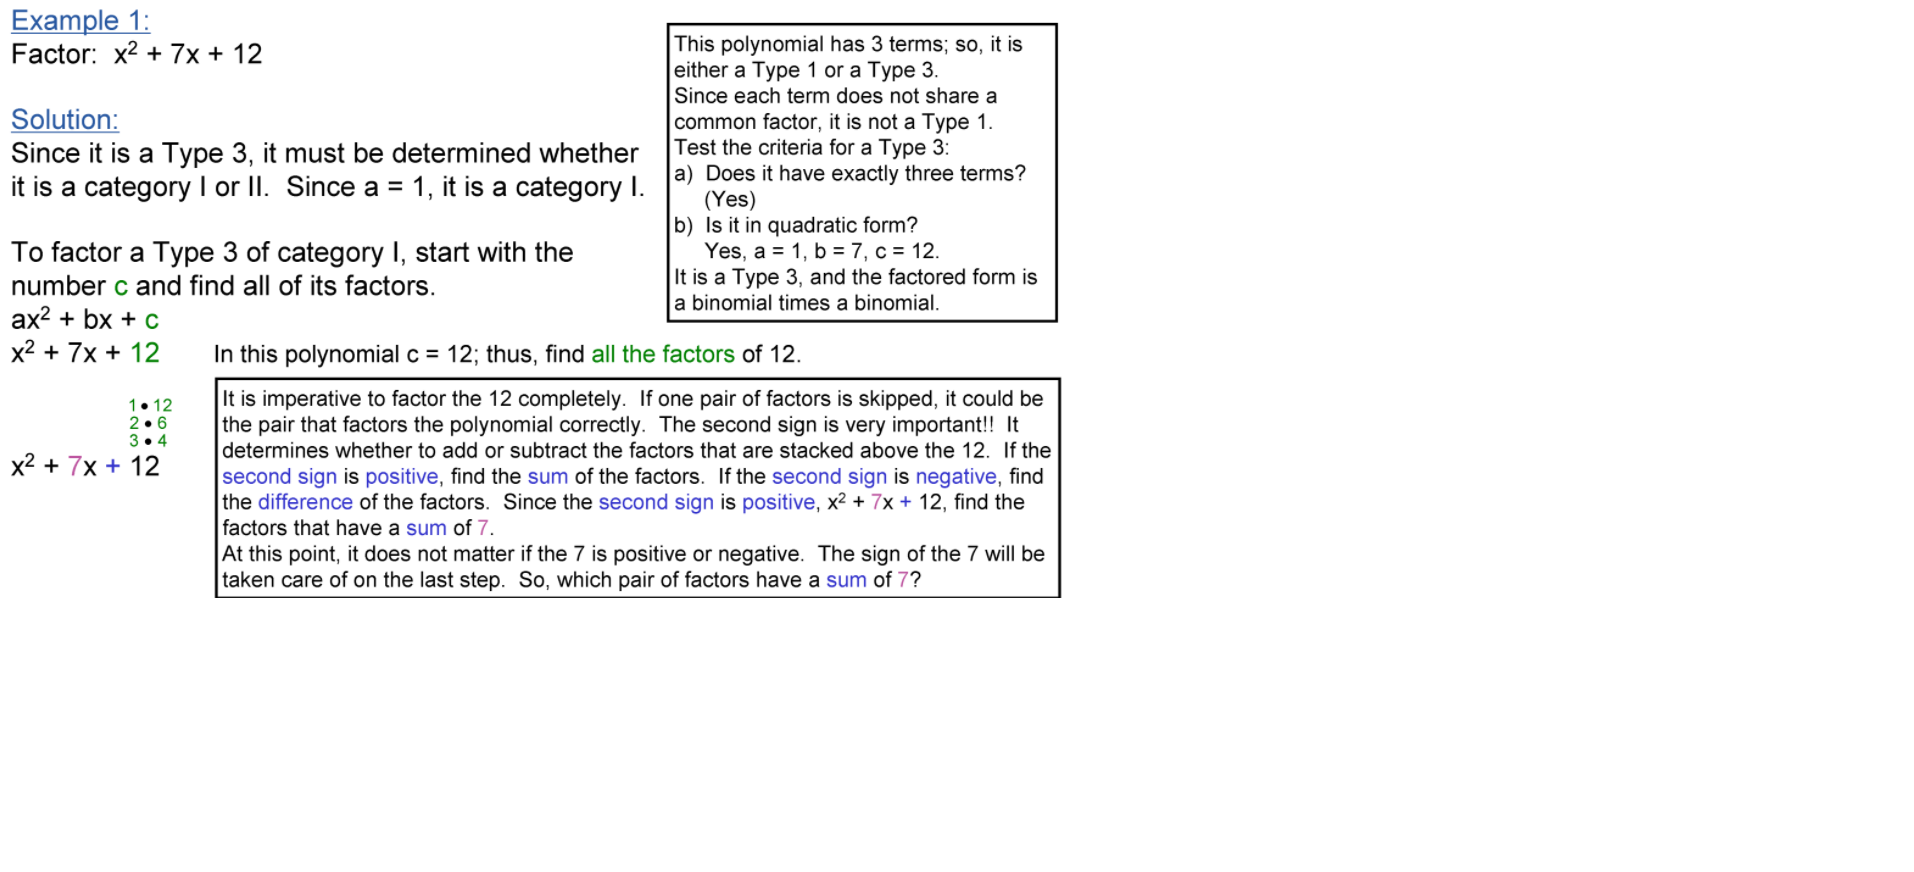 Example 1:
Factor:  x² + 7x + 12
Solution:
Since it is a Type 3, it must be determined whether
it is a category I or II.  Since a = 1, it is a category I.
This polynomial has 3 terms; so, it is
either a Type 1 or a Type 3.
Since each term does not share a
common factor, it is not a Type 1.
Test the criteria for a Type 3:
a)  Does it have exactly three terms?
(Yes)
b)  Is it in quadratic form?
Yes, a = 1, b = 7, c = 12.
It is a Type 3, and the factored form is
a binomial times a binomial.
To factor a Type 3 of category I, start with the
number c and find all of its factors.
ax² + bx + c
x² + 7x + 12
In this polynomial c = 12; thus, find all the factors of 12.
1 • 12
2 • 6
3 • 4
x² + 7x + 12
It is imperative to factor the 12 completely.  If one pair of factors is skipped, it could be
the pair that factors the polynomial correctly.  The second sign is very important!!  It
determines whether to add or subtract the factors that are stacked above the 12.  If the
second sign is positive, find the sum of the factors.  If the second sign is negative, find
the difference of the factors.  Since the second sign is positive, x² + 7x + 12, find the
factors that have a sum of 7.
At this point, it does not matter if the 7 is positive or negative.  The sign of the 7 will be
taken care of on the last step.  So, which pair of factors have a sum of 7?